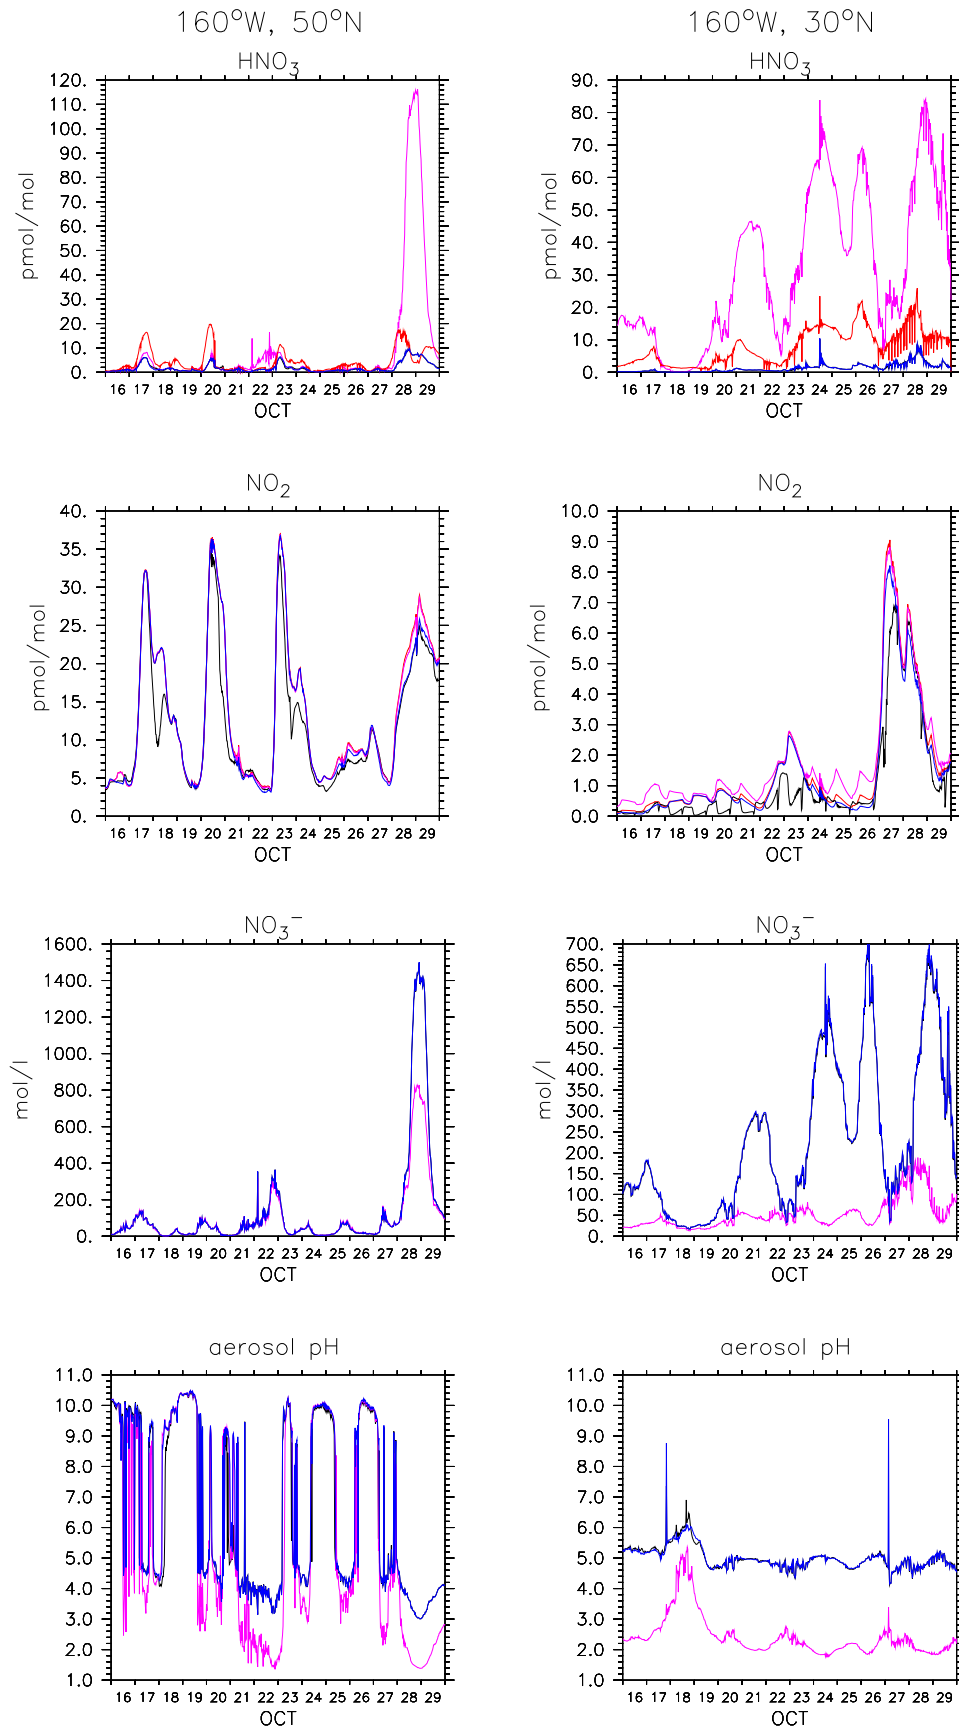 160°W, 50°N
160°W, 30°N
HNO₃
120.
110.
100.
90.
80.
70.
60.
50.
40.
30.
20.
10.
0.
pmol/mol
16 17 18 19 20 21 22 23 24 25 26 27 28 29
OCT
HNO₃
90.
80.
70.
60.
50.
40.
30.
20.
10.
0.
pmol/mol
16 17 18 19 20 21 22 23 24 25 26 27 28 29
OCT
NO₂
40.
35.
30.
25.
20.
15.
10.
5.
0.
pmol/mol
16 17 18 19 20 21 22 23 24 25 26 27 28 29
OCT
NO₂
10.0
9.0
8.0
7.0
6.0
5.0
4.0
3.0
2.0
1.0
0.0
pmol/mol
16 17 18 19 20 21 22 23 24 25 26 27 28 29
OCT
NO₃⁻
1600.
1400.
1200.
1000.
800.
600.
400.
200.
0.
mol/l
16 17 18 19 20 21 22 23 24 25 26 27 28 29
OCT
NO₃⁻
700.
650.
600.
550.
500.
450.
400.
350.
300.
250.
200.
150.
100.
50.
0.
mol/l
16 17 18 19 20 21 22 23 24 25 26 27 28 29
OCT
aerosol pH
11.0
10.0
9.0
8.0
7.0
6.0
5.0
4.0
3.0
2.0
1.0
16 17 18 19 20 21 22 23 24 25 26 27 28 29
OCT
aerosol pH
11.0
10.0
9.0
8.0
7.0
6.0
5.0
4.0
3.0
2.0
1.0
16 17 18 19 20 21 22 23 24 25 26 27 28 29
OCT